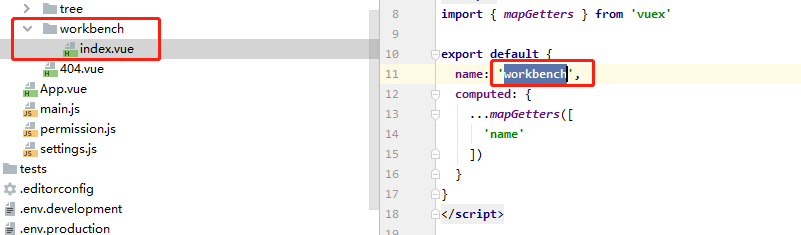 tree
workbench
index.vue
404.vue
App.vue
main.js
permission.js
settings.js
tests
.editorconfig
.env.development
.env.production
8 import { mapGetters } from 'vuex'
9
10 export default {
11 name: 'workbench',
12 computed: {
13 ...mapGetters([
14 'name'
15 ])
16 }
17 }
18 </script>
19